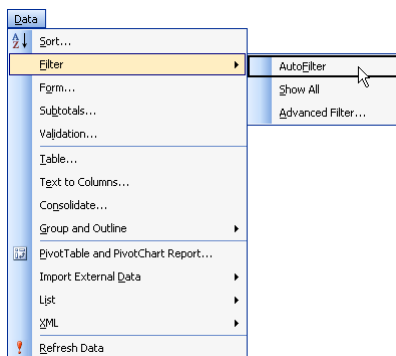 Data
Sort...
Filter
AutoFilter
Form...
Show All
Subtotals...
Advanced Filter...
Validation...
Table...
Text to Columns...
Consolidate...
Group and Outline
PivotTable and PivotChart Report...
Import External Data
List
XML
Refresh Data